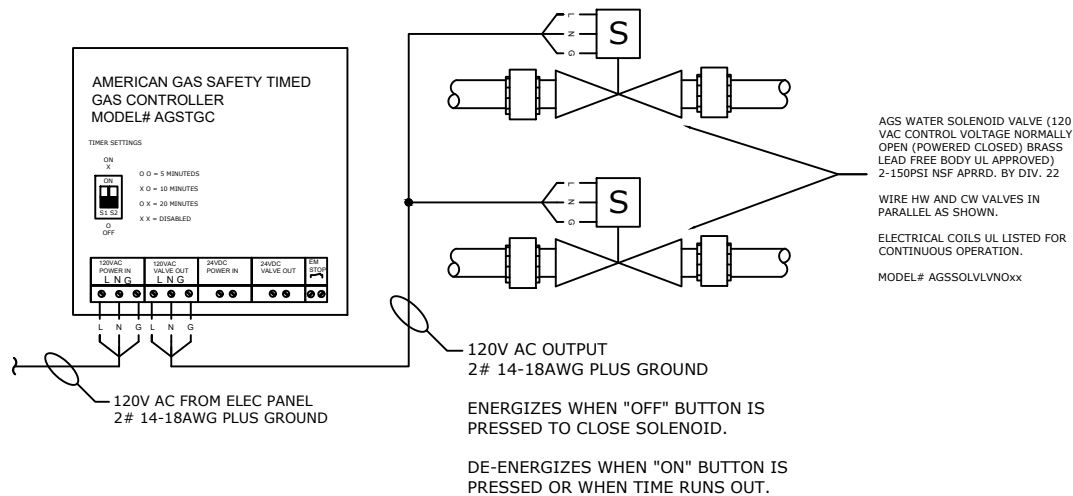 AMERICAN GAS SAFETY TIMED
GAS CONTROLLER
MODEL# AGSTGC
TIMER SETTINGS
ON
X
ON
S1 S2
O
OFF
O O = 5 MINUTEDS
X O = 10 MINUTES
O X = 20 MINUTES
X X = DISABLED
120VAC
POWER IN
L N G
120VAC
VALVE OUT
L N G
24VDC
POWER IN
24VDC
VALVE OUT
EM
STOP
L N G L N G
120V AC FROM ELEC PANEL
2# 14-18AWG PLUS GROUND
L
N
G
S
L
N
G
S
120V AC OUTPUT
2# 14-18AWG PLUS GROUND
ENERGIZES WHEN "OFF" BUTTON IS
PRESSED TO CLOSE SOLENOID.
DE-ENERGIZES WHEN "ON" BUTTON IS
PRESSED OR WHEN TIME RUNS OUT.
AGS WATER SOLENOID VALVE (120
VAC CONTROL VOLTAGE NORMALLY
OPEN (POWERED CLOSED) BRASS
LEAD FREE BODY UL APPROVED)
2-150PSI NSF APRRD. BY DIV. 22
WIRE HW AND CW VALVES IN
PARALLEL AS SHOWN.
ELECTRICAL COILS UL LISTED FOR
CONTINUOUS OPERATION.
MODEL# AGSSOLVLVNOxx